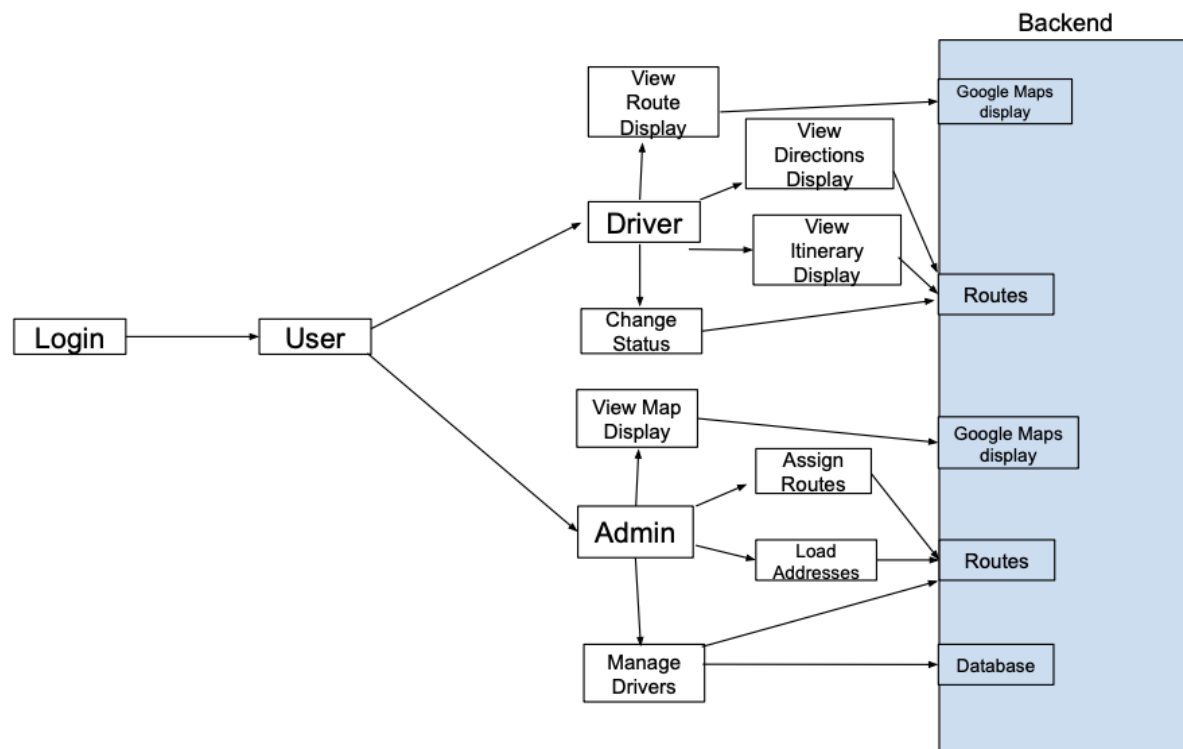 Backend
View
Route
Display
Google Maps
display
View
Directions
Display
Driver
View
Itinerary
Display
Routes
Change
Status
Login
User
View Map
Display
Google Maps
display
Assign
Routes
Admin
Load
Addresses
Routes
Manage
Drivers
Database